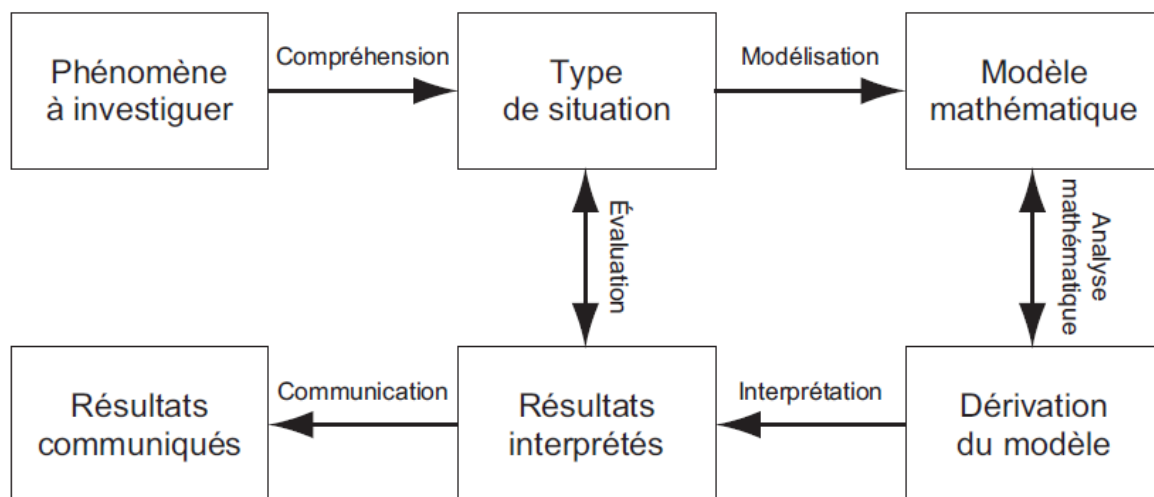 Phénomène
à investiguer
Compréhension
Type
de situation
Modélisation
Modèle
mathématique
Évaluation
Analyse
mathématique
Résultats
communiqués
Communication
Résultats
interprétés
Interprétation
Dérivation
du modèle